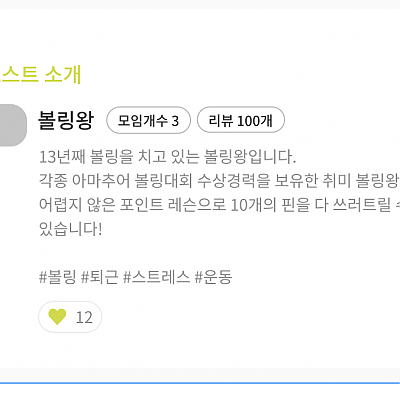 스트 소개
볼링왕 모임개수 3 리뷰 100개
13년째 볼링을 치고 있는 볼링왕입니다.
각종 아마추어 볼링대회 수상경력을 보유한 취미 볼링왕
어렵지 않은 포인트 레슨으로 10개의 핀을 다 쓰러트릴
있습니다!
#볼링 #퇴근 #스트레스 #운동
12